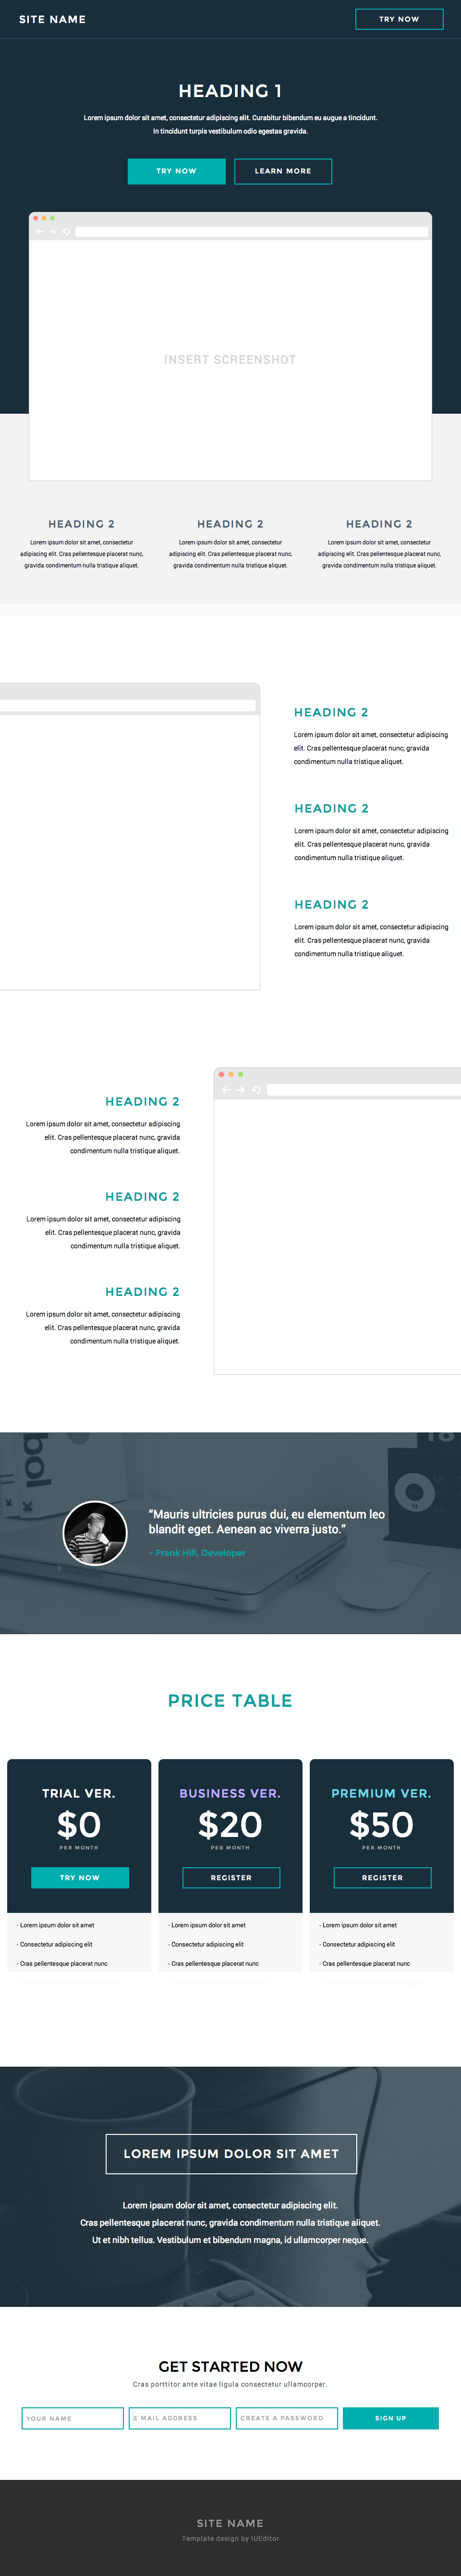 SITE NAME
TRY NOW
HEADING 1
Lorem ipsum dolor sit amet, consectetur adipiscing elit. Curabitur bibendum eu augue a tincidunt.
In tincidunt turpis vestibulum odio egestas gravida.
TRY NOW
LEARN MORE
INSERT SCREENSHOT
HEADING 2
Lorem ipsum dolor sit amet, consectetur
adipiscing elit. Cras pellentesque placerat nunc,
gravida condimentum nulla tristique aliquet.
HEADING 2
Lorem ipsum dolor sit amet, consectetur
adipiscing elit. Cras pellentesque placerat nunc,
gravida condimentum nulla tristique aliquet.
HEADING 2
Lorem ipsum dolor sit amet, consectetur
adipiscing elit. Cras pellentesque placerat nunc,
gravida condimentum nulla tristique aliquet.
HEADING 2
Lorem ipsum dolor sit amet, consectetur adipiscing
elit. Cras pellentesque placerat nunc, gravida
condimentum nulla tristique aliquet.
HEADING 2
Lorem ipsum dolor sit amet, consectetur adipiscing
elit. Cras pellentesque placerat nunc, gravida
condimentum nulla tristique aliquet.
HEADING 2
Lorem ipsum dolor sit amet, consectetur adipiscing
elit. Cras pellentesque placerat nunc, gravida
condimentum nulla tristique aliquet.
HEADING 2
Lorem ipsum dolor sit amet, consectetur adipiscing
elit. Cras pellentesque placerat nunc, gravida
condimentum nulla tristique aliquet.
HEADING 2
Lorem ipsum dolor sit amet, consectetur adipiscing
elit. Cras pellentesque placerat nunc, gravida
condimentum nulla tristique aliquet.
HEADING 2
Lorem ipsum dolor sit amet, consectetur adipiscing
elit. Cras pellentesque placerat nunc, gravida
condimentum nulla tristique aliquet.
18
“Mauris ultricies purus dui, eu elementum leo
blandit eget. Aenean ac viverra justo.”
- Frank Hill, Developer
PRICE TABLE
TRIAL VER.
$0
PER MONTH
TRY NOW
- Lorem ipsum dolor sit amet
- Consectetur adipiscing elit
- Cras pellentesque placerat nunc
BUSINESS VER.
$20
PER MONTH
REGISTER
- Lorem ipsum dolor sit amet
- Consectetur adipiscing elit
- Cras pellentesque placerat nunc
PREMIUM VER.
$50
PER MONTH
REGISTER
- Lorem ipsum dolor sit amet
- Consectetur adipiscing elit
- Cras pellentesque placerat nunc
LOREM IPSUM DOLOR SIT AMET
Lorem ipsum dolor sit amet, consectetur adipiscing elit.
Cras pellentesque placerat nunc, gravida condimentum nulla tristique aliquet.
Ut et nibh tellus. Vestibulum et bibendum magna, id ullamcorper neque.
GET STARTED NOW
Cras porttitor ante vitae ligula consectetur ullamcorper.
YOUR NAME
E MAIL ADDRESS
CREATE A PASSWORD
SIGN UP
SITE NAME
Template design by IUEditor